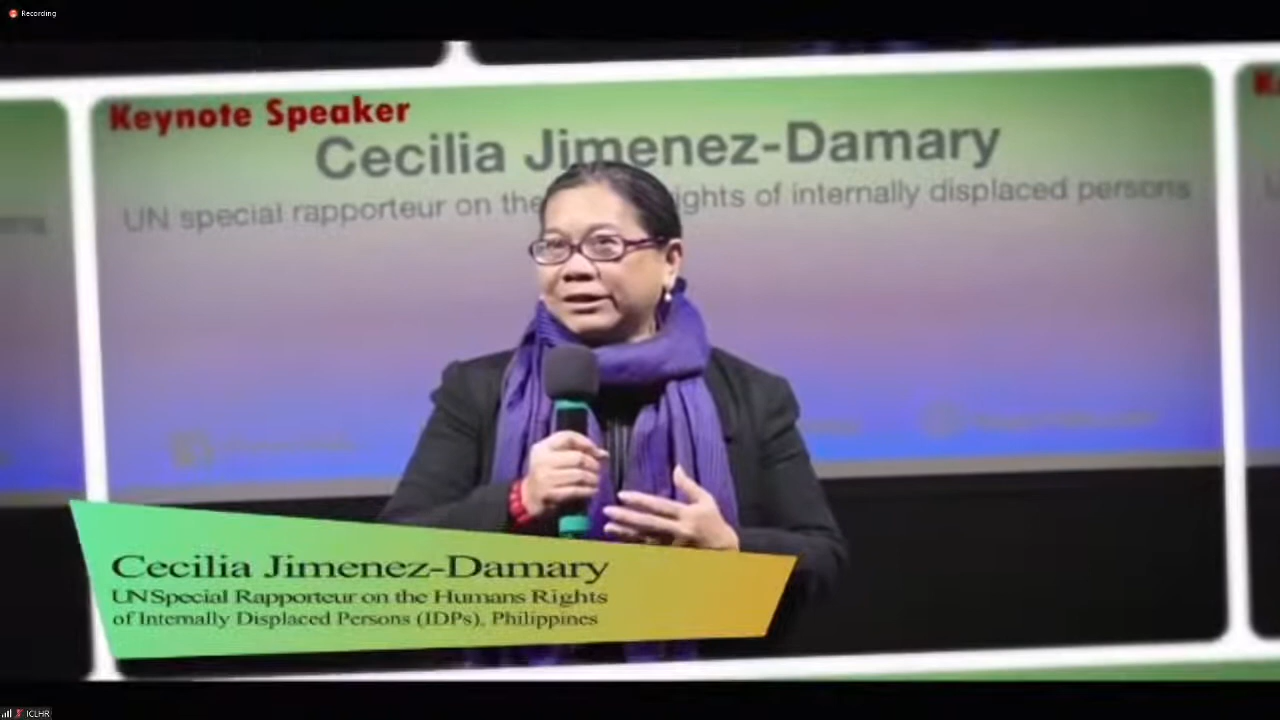 Recording
Keynote Speaker
Cecilia Jimenez-Damary
UN special rapporteur on the ights of internally displaced persons
Cecilia Jimenez-Damary
UN Special Rapporteur on the Humans Rights
of Internally Displaced Persons (IDPs), Philippines
ICLHR